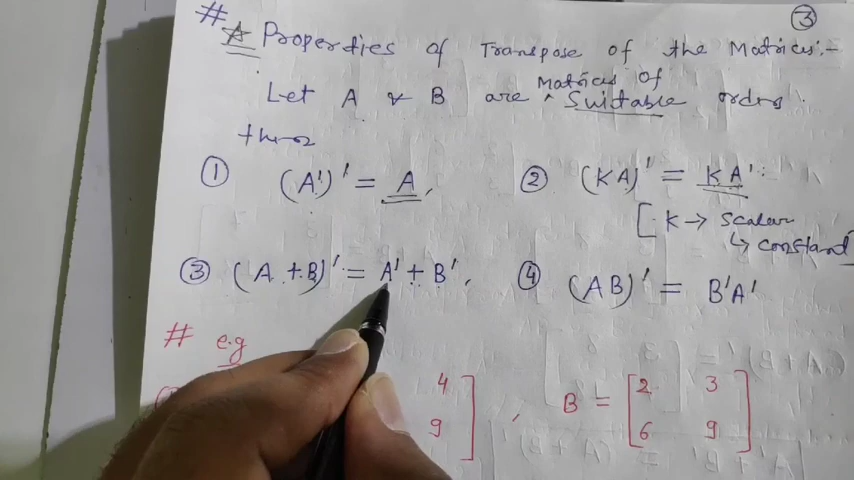 # ③
☆ Properties of Transpose of the Matrices:-
Let A & B are ^ Matrices of Suitable orders.
then
① (A')' = A, ② (KA)' = KA'
[K → Scalar
↳ constant
③ (A + B)' = A' + B', ④ (AB)' = B'A'
# e.g
4 ] , B = [ 2 3
9 ] 6 9 ]